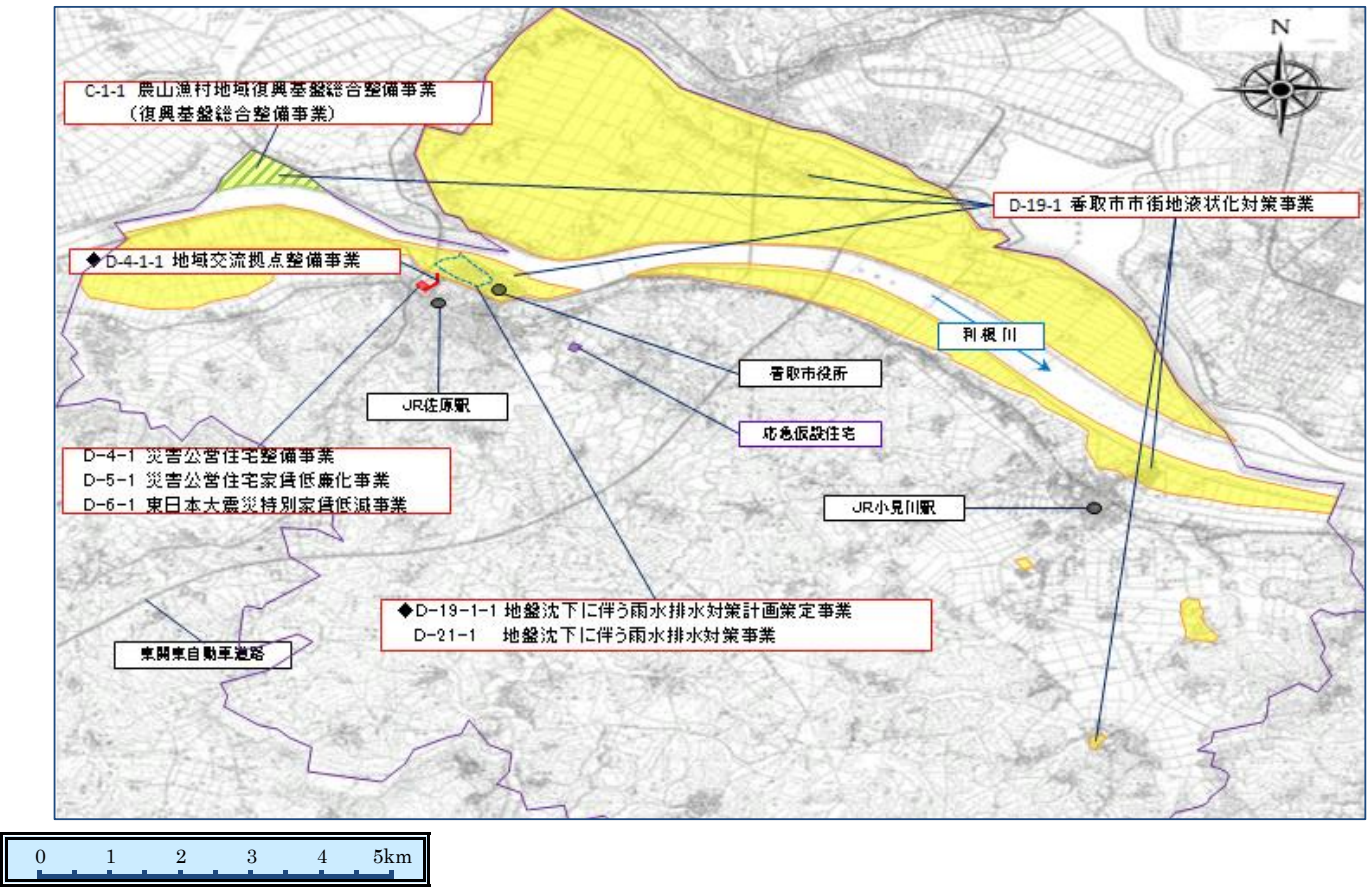 N
C-1-1 農山漁村地域復興基盤総合整備事業
（復興基盤総合整備事業）
D-19-1 香取市市街地液状化対策事業
◆D-4-1-1 地域交流拠点整備事業
利根川
香取市役所
JR佐原駅
応急仮設住宅
D-4-1 災害公営住宅整備事業
D-5-1 災害公営住宅家賃低廉化事業
D-6-1 東日本大震災特別家賃低減事業
JR小見川駅
◆D-19-1-1 地盤沈下に伴う雨水排水対策計画策定事業
D-21-1 地盤沈下に伴う雨水排水対策事業
東関東自動車道路
0 1 2 3 4 5km